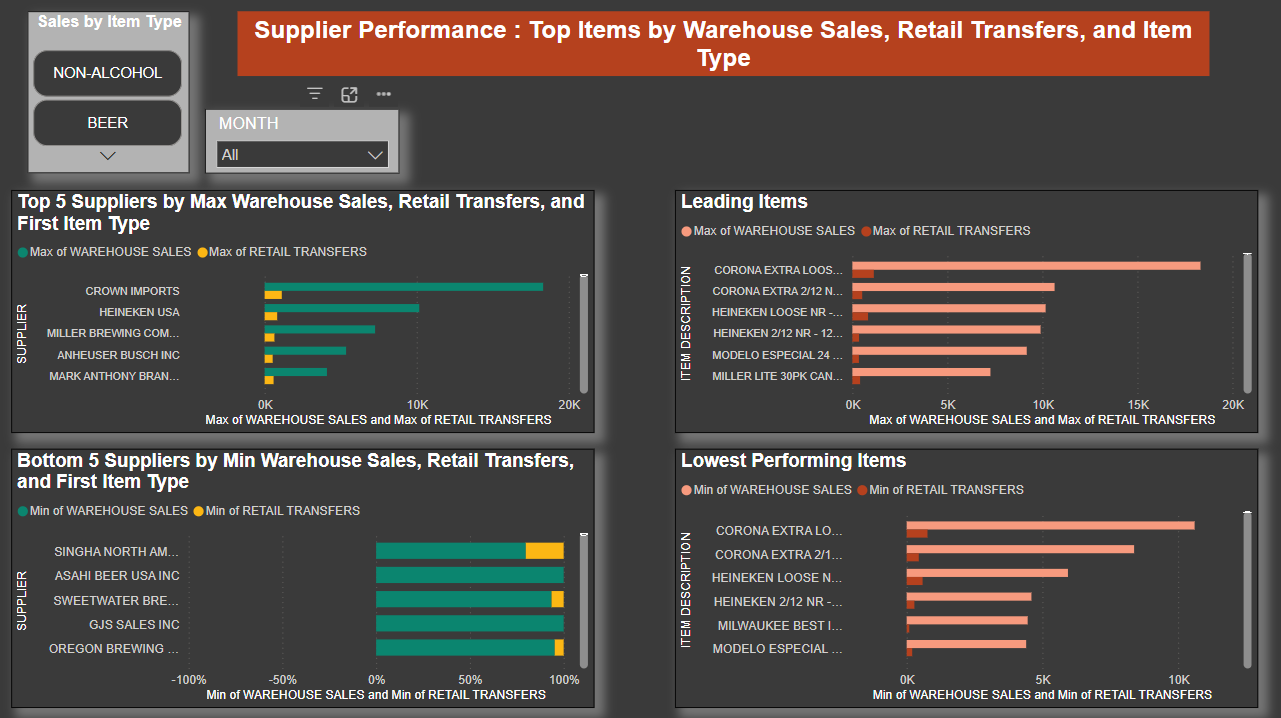 Sales by Item Type
NON-ALCOHOL
BEER
Supplier Performance : Top Items by Warehouse Sales, Retail Transfers, and Item
Type
MONTH
All
Top 5 Suppliers by Max Warehouse Sales, Retail Transfers, and
First Item Type
Max of WAREHOUSE SALES Max of RETAIL TRANSFERS
SUPPLIER
CROWN IMPORTS
HEINEKEN USA
MILLER BREWING COM...
ANHEUSER BUSCH INC
MARK ANTHONY BRAN...
0K 10K 20K
Max of WAREHOUSE SALES and Max of RETAIL TRANSFERS
Leading Items
Max of WAREHOUSE SALES Max of RETAIL TRANSFERS
ITEM DESCRIPTION
CORONA EXTRA LOOS...
CORONA EXTRA 2/12 N...
HEINEKEN LOOSE NR -...
HEINEKEN 2/12 NR - 12...
MODELO ESPECIAL 24 ...
MILLER LITE 30PK CAN...
0K 5K 10K 15K 20K
Max of WAREHOUSE SALES and Max of RETAIL TRANSFERS
Bottom 5 Suppliers by Min Warehouse Sales, Retail Transfers,
and First Item Type
Min of WAREHOUSE SALES Min of RETAIL TRANSFERS
SUPPLIER
SINGHA NORTH AM...
ASAHI BEER USA INC
SWEETWATER BRE...
GJS SALES INC
OREGON BREWING ...
-100% -50% 0% 50% 100%
Min of WAREHOUSE SALES and Min of RETAIL TRANSFERS
Lowest Performing Items
Min of WAREHOUSE SALES Min of RETAIL TRANSFERS
ITEM DESCRIPTION
CORONA EXTRA LO...
CORONA EXTRA 2/1...
HEINEKEN LOOSE N...
HEINEKEN 2/12 NR -...
MILWAUKEE BEST I...
MODELO ESPECIAL ...
0K 5K 10K
Min of WAREHOUSE SALES and Min of RETAIL TRANSFERS